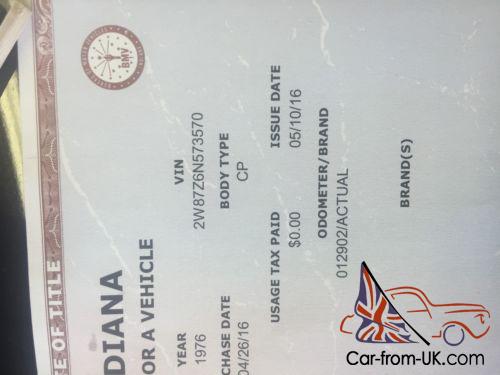 E OF TITLE
DIANA
OR A VEHICLE
YEAR VIN
1976 2W87Z6N573570
CHASE DATE BODY TYPE
04/26/16 CP
USAGE TAX PAID ISSUE DATE
$0.00 05/10/16
ODOMETER/BRAND
012902/ACTUAL
BRAND(S)
BMV
Car-from-UK.com